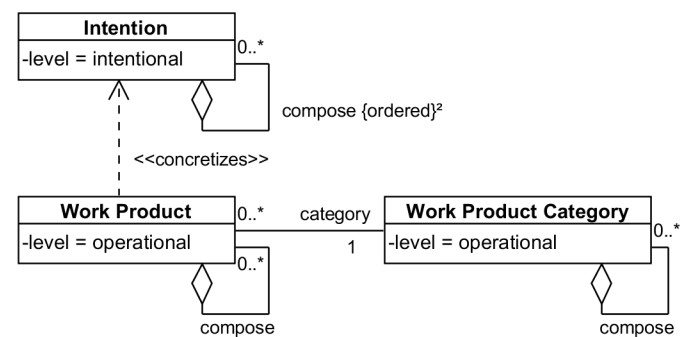 Intention
-level = intentional
0..*
compose {ordered}²
<<concretizes>>
Work Product
-level = operational
0..*
category
1
Work Product Category
-level = operational
0..*
0..*
compose
compose